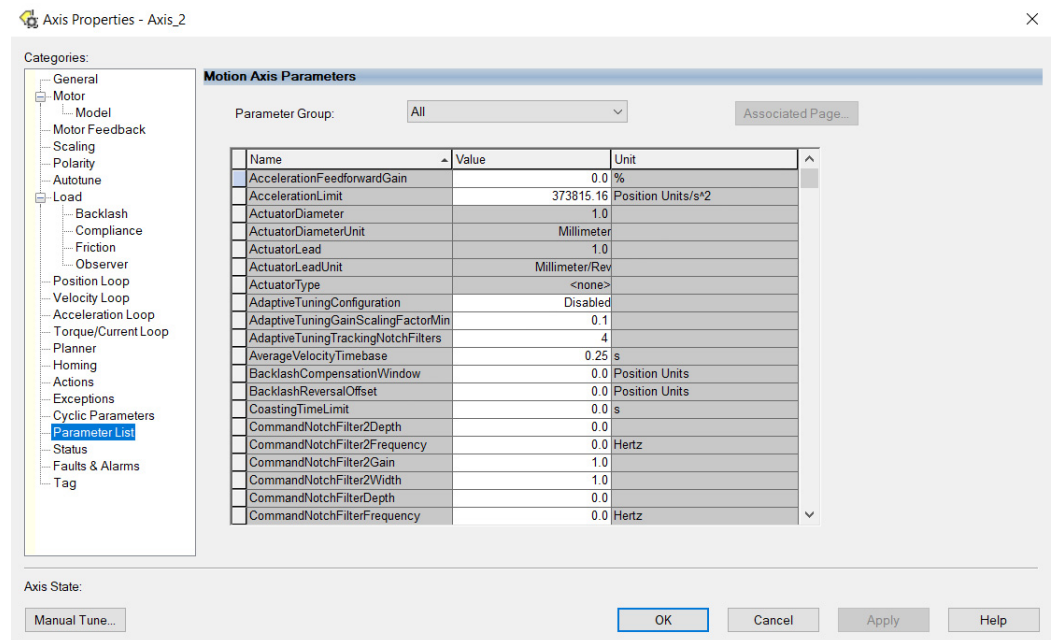 Axis Properties - Axis_2
Categories:
General
Motor
Model
Motor Feedback
Scaling
Polarity
Autotune
Load
Backlash
Compliance
Friction
Observer
Position Loop
Velocity Loop
Acceleration Loop
Torque/Current Loop
Planner
Homing
Actions
Exceptions
Cyclic Parameters
Parameter List
Status
Faults & Alarms
Tag
Motion Axis Parameters
Parameter Group: All Associated Page...
Name Value Unit
AccelerationFeedforwardGain 0.0 %
AccelerationLimit 373815.16 Position Units/s^2
ActuatorDiameter 1.0
ActuatorDiameterUnit Millimeter
ActuatorLead 1.0
ActuatorLeadUnit Millimeter/Rev
ActuatorType <none>
AdaptiveTuningConfiguration Disabled
AdaptiveTuningGainScalingFactorMin 0.1
AdaptiveTuningTrackingNotchFilters 4
AverageVelocityTimebase 0.25 s
BacklashCompensationWindow 0.0 Position Units
BacklashReversalOffset 0.0 Position Units
CoastingTimeLimit 0.0 s
CommandNotchFilter2Depth 0.0
CommandNotchFilter2Frequency 0.0 Hertz
CommandNotchFilter2Gain 1.0
CommandNotchFilter2Width 1.0
CommandNotchFilterDepth 0.0
CommandNotchFilterFrequency 0.0 Hertz
Axis State:
Manual Tune... OK Cancel Apply Help